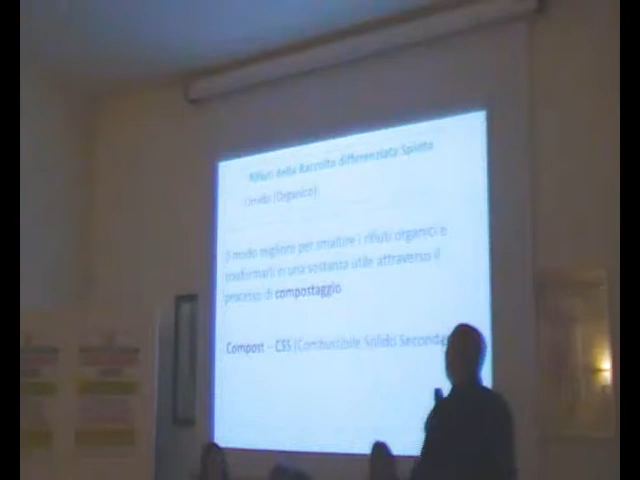 Rifiuti della Raccolta differenziata Spinta
Umido (Organico)
Il modo migliore per smaltire i rifiuti organici è
trasformarli in una sostanza utile attraverso il
processo di compostaggio
Compost – CSS (Combustibile Solido Seconda